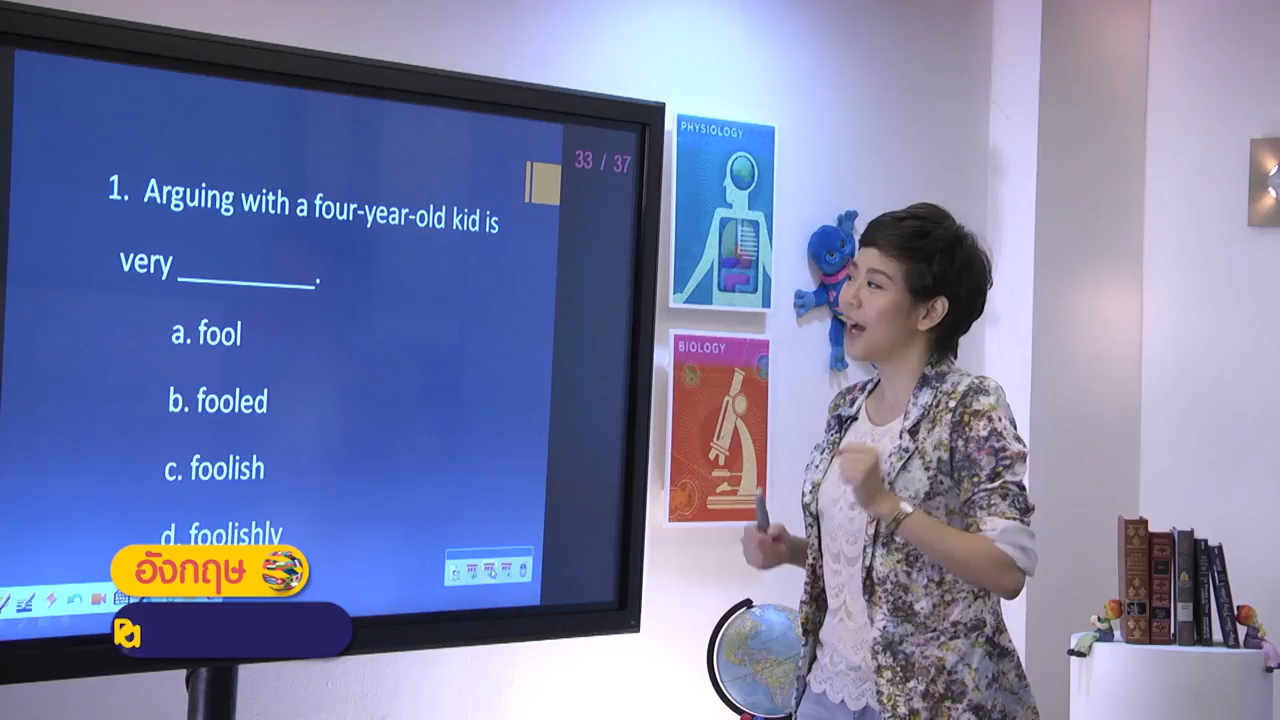 33 / 37
1. Arguing with a four-year-old kid is
very __________.
a. fool
b. fooled
c. foolish
d. foolishly
PHYSIOLOGY
BIOLOGY
อังกฤษ